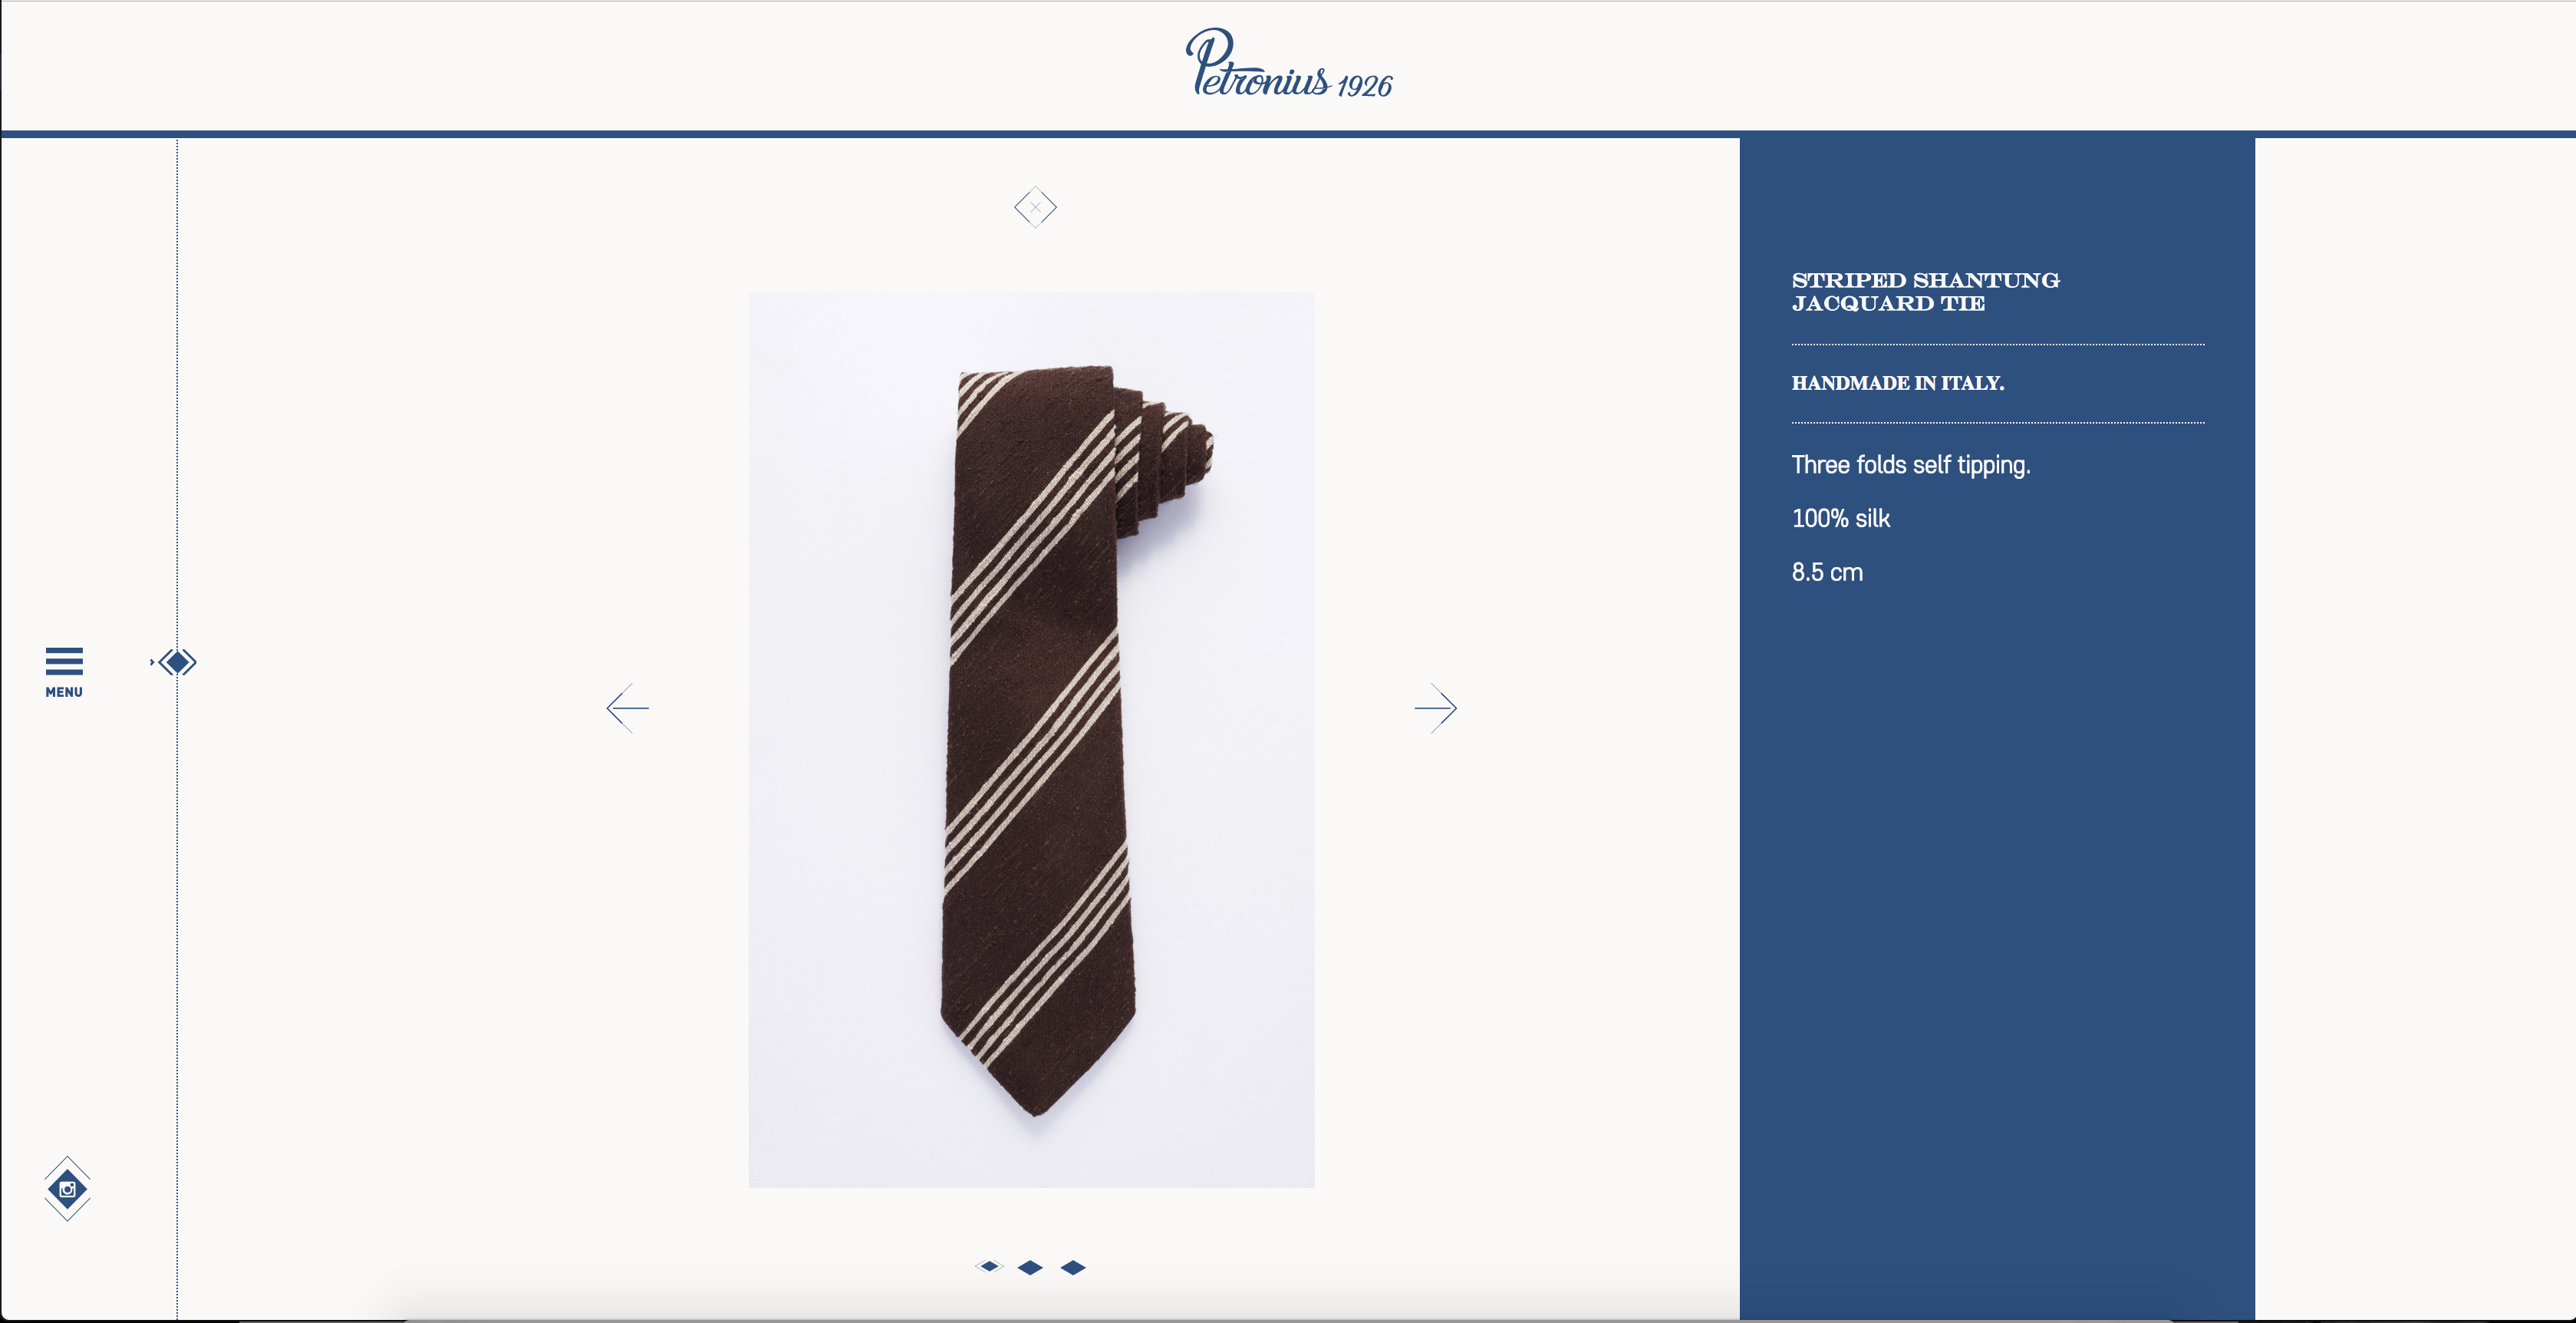 Petronius 1926
STRIPED SHANTUNG
JACQUARD TIE
HANDMADE IN ITALY.
Three folds self tipping.
100% silk
8.5 cm
MENU